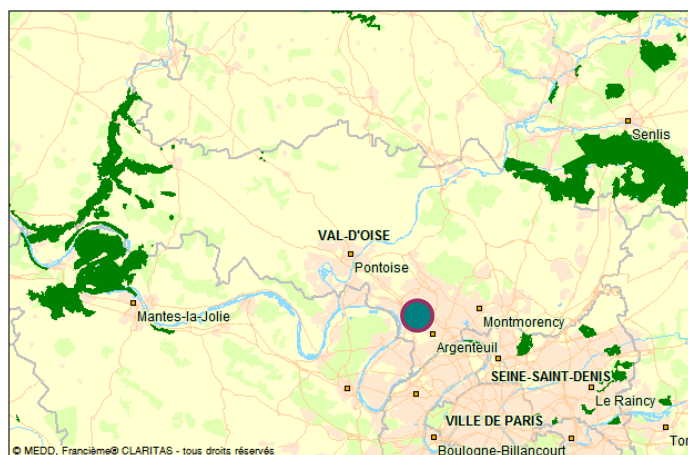 Senlis
VAL-D'OISE
Pontoise
Mantes-la-Jolie
Montmorency
Argenteuil
SEINE-SAINT-DENIS
Le Raincy
VILLE DE PARIS
Boulogne-Billancourt
© MEDD, Francième® CLARITAS - tous droits réservés